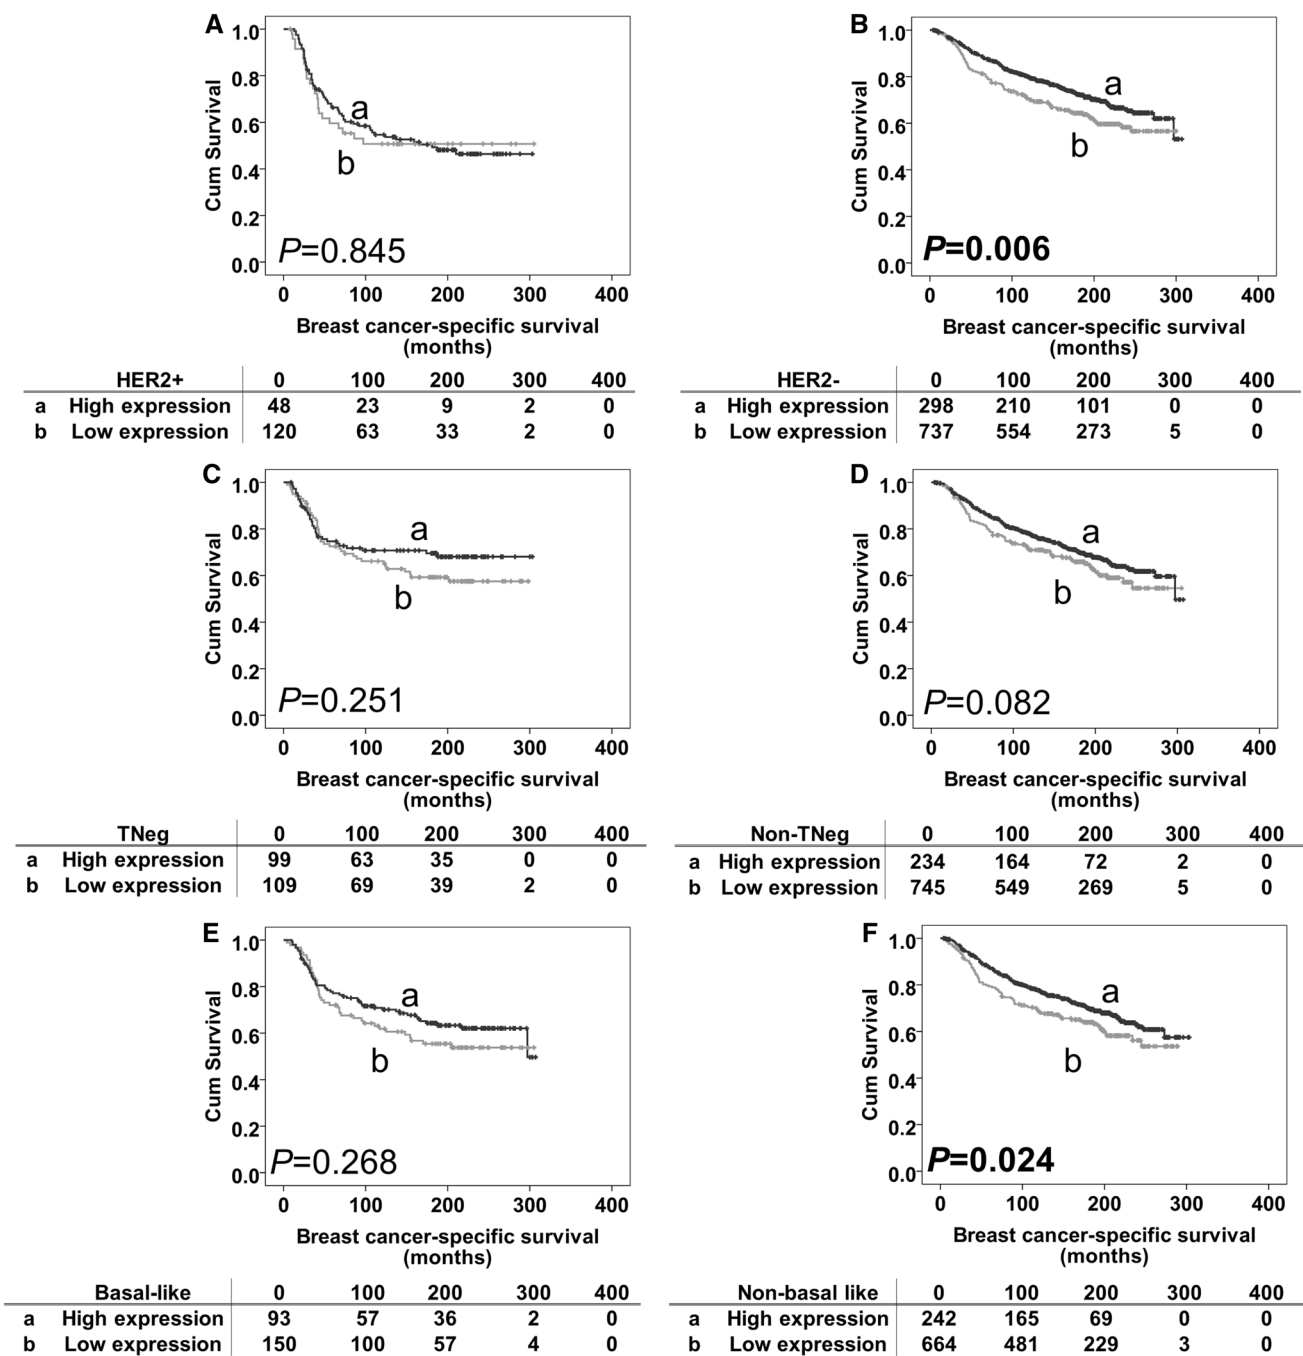 A
1.0
0.8
0.6
0.4
0.2
0.0
Cum Survival
a
b
P=0.845
0 100 200 300 400
Breast cancer-specific survival
(months)
HER2+ 0 100 200 300 400
a High expression 48 23 9 2 0
b Low expression 120 63 33 2 0
B
1.0
0.8
0.6
0.4
0.2
0.0
Cum Survival
a
b
P=0.006
0 100 200 300 400
Breast cancer-specific survival
(months)
HER2- 0 100 200 300 400
a High expression 298 210 101 0 0
b Low expression 737 554 273 5 0
C
1.0
0.8
0.6
0.4
0.2
0.0
Cum Survival
a
b
P=0.251
0 100 200 300 400
Breast cancer-specific survival
(months)
TNeg 0 100 200 300 400
a High expression 99 63 35 0 0
b Low expression 109 69 39 2 0
D
1.0
0.8
0.6
0.4
0.2
0.0
Cum Survival
a
b
P=0.082
0 100 200 300 400
Breast cancer-specific survival
(months)
Non-TNeg 0 100 200 300 400
a High expression 234 164 72 2 0
b Low expression 745 549 269 5 0
E
1.0
0.8
0.6
0.4
0.2
0.0
Cum Survival
a
b
P=0.268
0 100 200 300 400
Breast cancer-specific survival
(months)
Basal-like 0 100 200 300 400
a High expression 93 57 36 2 0
b Low expression 150 100 57 4 0
F
1.0
0.8
0.6
0.4
0.2
0.0
Cum Survival
a
b
P=0.024
0 100 200 300 400
Breast cancer-specific survival
(months)
Non-basal like 0 100 200 300 400
a High expression 242 165 69 0 0
b Low expression 664 481 229 3 0